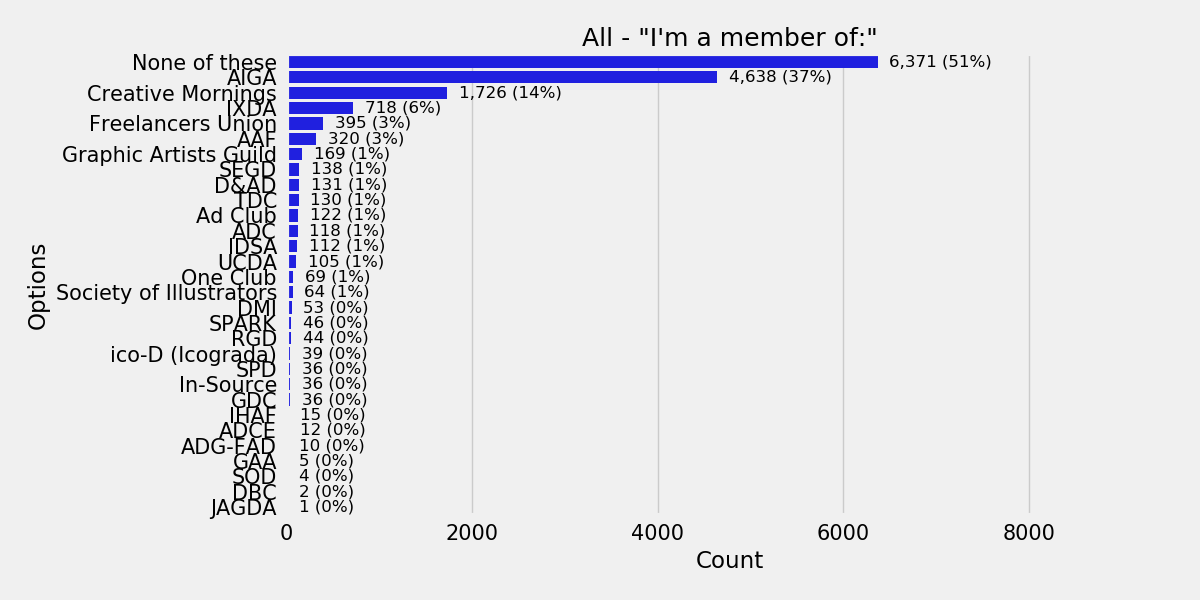 All - "I'm a member of:"
None of these 6,371 (51%)
AIGA 4,638 (37%)
Creative Mornings 1,726 (14%)
IXDA 718 (6%)
Freelancers Union 395 (3%)
AAF 320 (3%)
Graphic Artists Guild 169 (1%)
SEGD 138 (1%)
D&AD 131 (1%)
TDC 130 (1%)
Ad Club 122 (1%)
ADC 118 (1%)
IDSA 112 (1%)
UCDA 105 (1%)
One Club 69 (1%)
Society of Illustrators 64 (1%)
DMI 53 (0%)
SPARK 46 (0%)
RGD 44 (0%)
ico-D (Icograda) 39 (0%)
SPD 36 (0%)
In-Source 36 (0%)
GDC 36 (0%)
IHAF 15 (0%)
ADCE 12 (0%)
ADG-FAD 10 (0%)
GAA 5 (0%)
SOD 4 (0%)
DBC 2 (0%)
JAGDA 1 (0%)
Options
0 2000 4000 6000 8000
Count